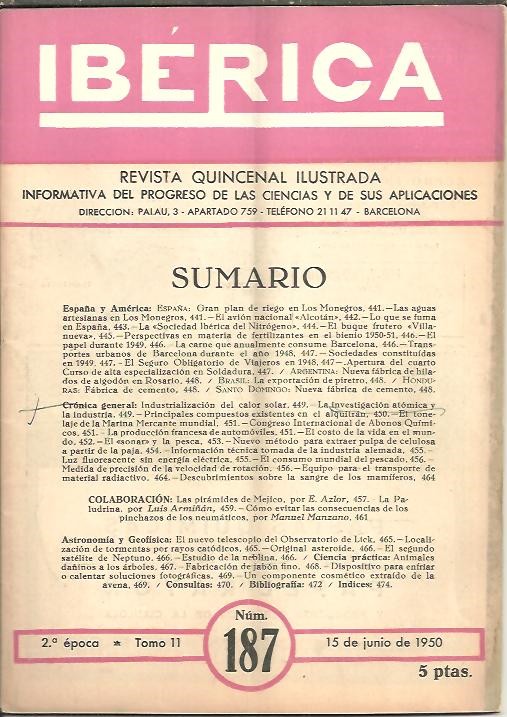 IBÉRICA
REVISTA QUINCENAL ILUSTRADA
INFORMATIVA DEL PROGRESO DE LAS CIENCIAS Y DE SUS APLICACIONES
DIRECCION: PALAU, 3 - APARTADO 759 - TELÉFONO 21 11 47 - BARCELONA
SUMARIO
España y América: ESPAÑA: Gran plan de riego en Los Monegros, 441. — Las aguas
artesianas en Los Monegros, 441. — El avión nacional «Alcotán», 442. — Lo que se fuma
en España, 443. — La «Sociedad Ibérica del Nitrógeno», 444. — El buque frutero «Villa-
nueva», 445. — Perspectivas en materia de fertilizantes en el bienio 1950-51, 446. — El
papel durante 1949, 446. — La carne que anualmente consume Barcelona, 446. — Trans-
portes urbanos de Barcelona durante el año 1948, 447. — Sociedades constituídas
en 1949, 447. — El Seguro Obligatorio de Viajeros en 1948, 447 — Apertura del cuarto
Curso de alta especialización en Soldadura, 447. / ARGENTINA: Nueva fábrica de hila-
dos de algodón en Rosario, 448. / BRASIL: La exportación de piretro, 448. / HONDU-
RAS: Fábrica de cemento, 448. / SANTO DOMINGO: Nueva fábrica de cemento, 448.
Crónica general: Industrialización del calor solar, 449. — La investigación atómica y
la industria, 449. — Principales compuestos existentes en el alquitrán, 450. — El tone-
laje de la Marina Mercante mundial, 451. — Congreso Internacional de Abonos Quími-
cos, 451. — La producción francesa de automóviles, 451. — El costo de la vida en el mun-
do, 452. — El «sonar» y la pesca, 453. — Nuevo método para extraer pulpa de celulosa
a partir de la paja, 454. — Información técnica tomada de la industria alemada, 455. —
Luz fluorescente sin energía eléctrica, 455. — El consumo mundial del pescado, 456. —
Medida de precisión de la velocidad de rotación, 456. — Equipo para el transporte de
material radiactivo, 464. — Descubrimientos sobre la sangre de los mamíferos, 464
COLABORACIÓN: Las pirámides de Mejico, por E. Azlor, 457. - La Pa-
ludrina, por Luis Armiñán, 459. - Cómo evitar las consecuencias de los
pinchazos de los neumáticos, por Manuel Manzano, 461
Astronomía y Geofísica: El nuevo telescopio del Observatorio de Lick, 465. — Locali-
zación de tormentas por rayos catódicos, 465. — Original asteroide, 466. — El segundo
satélite de Neptuno, 466. — Estudio de la neblina, 466. / Ciencia práctica: Animales
dañinos a los árboles, 467. — Fabricación de jabón fino, 468. — Dispositivo para enfriar
o calentar soluciones fotográficas, 469. — Un componente cosmético extraído de la
avena, 469. / Consultas: 470. / Bibliografía: 472 / Indices: 474.
2.ª época * Tomo 11
Núm.
187
15 de junio de 1950
5 ptas.